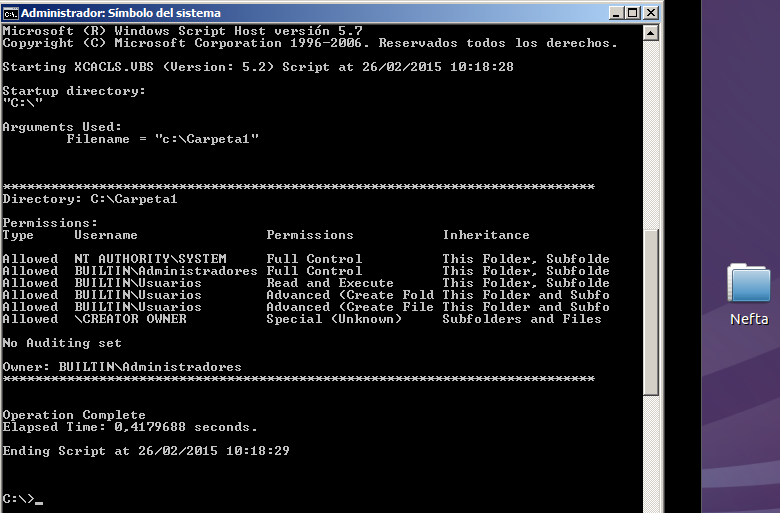 Administrador: Símbolo del sistema
Microsoft (R) Windows Script Host versión 5.7
Copyright (C) Microsoft Corporation 1996-2006. Reservados todos los derechos.
Starting XCACLS.VBS (Version: 5.2) Script at 26/02/2015 10:18:28
Startup directory:
"C:\"
Arguments Used:
Filename = "c:\Carpeta1"
**************************************************************************
Directory: C:\Carpeta1
Permissions:
Type Username Permissions Inheritance
Allowed NT AUTHORITY\SYSTEM Full Control This Folder, Subfolde
Allowed BUILTIN\Administradores Full Control This Folder, Subfolde
Allowed BUILTIN\Usuarios Read and Execute This Folder, Subfolde
Allowed BUILTIN\Usuarios Advanced (Create Fold This Folder and Subfo
Allowed BUILTIN\Usuarios Advanced (Create File This Folder and Subfo
Allowed \CREATOR OWNER Special (Unknown) Subfolders and Files
No Auditing set
Owner: BUILTIN\Administradores
**************************************************************************
Operation Complete
Elapsed Time: 0,4179688 seconds.
Ending Script at 26/02/2015 10:18:29
C:\>_
Nefta